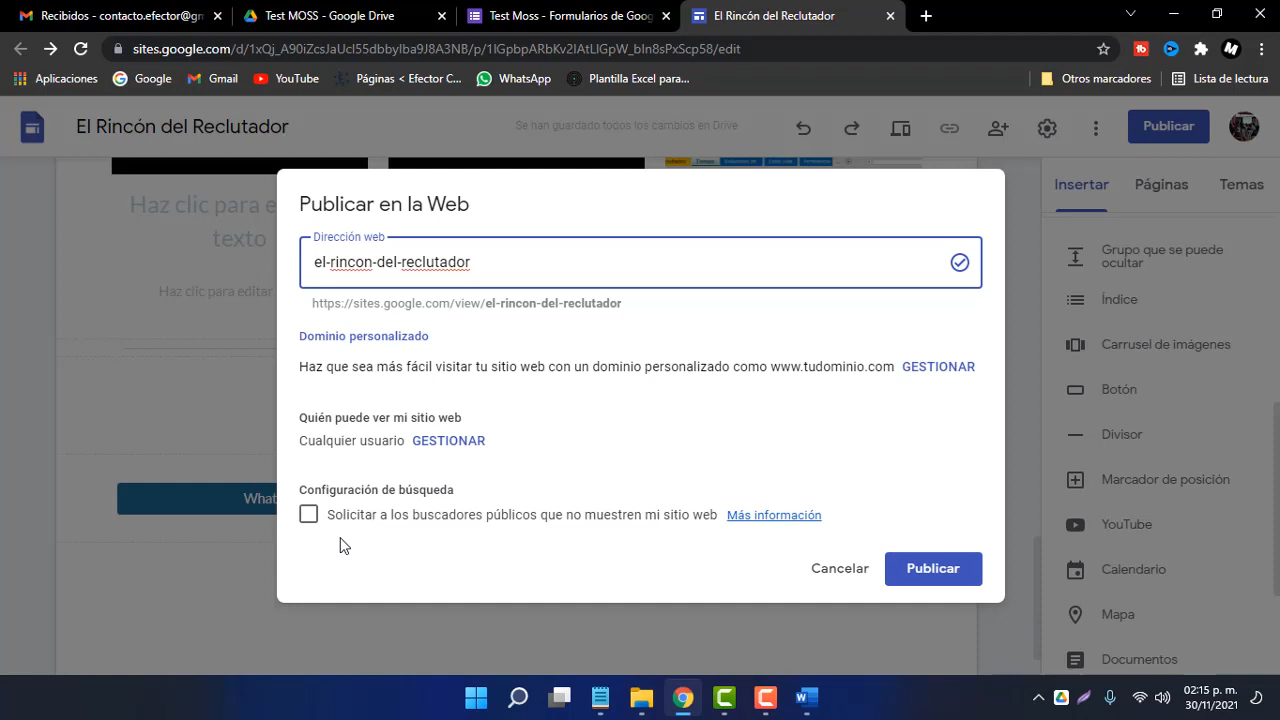 Recibidos - contacto.efector@gm
Test MOSS - Google Drive
Test Moss - Formularios de Goog
El Rincón del Reclutador
sites.google.com/d/1xQj_A90iZcsJaUcI55dbbyIba9J8A3NB/p/1IGpbpARbKv2IAtLIGpW_bIn8sPxScp58/edit
Aplicaciones
Google
Gmail
YouTube
Páginas < Efector C...
WhatsApp
Plantilla Excel para...
Otros marcadores
Lista de lectura
El Rincón del Reclutador
Se han guardado todos los cambios en Drive
Publicar
Insertar
Páginas
Temas
Haz clic para e
texto
Haz clic para editar
What
Publicar en la Web
Dirección web
el-rincon-del-reclutador
https://sites.google.com/view/el-rincon-del-reclutador
Dominio personalizado
Haz que sea más fácil visitar tu sitio web con un dominio personalizado como www.tudominio.com GESTIONAR
Quién puede ver mi sitio web
Cualquier usuario GESTIONAR
Configuración de búsqueda
Solicitar a los buscadores públicos que no muestren mi sitio web Más información
Cancelar
Publicar
Grupo que se puede
ocultar
Índice
Carrusel de imágenes
Botón
Divisor
Marcador de posición
YouTube
Calendario
Mapa
Documentos
02:15 p. m.
30/11/2021